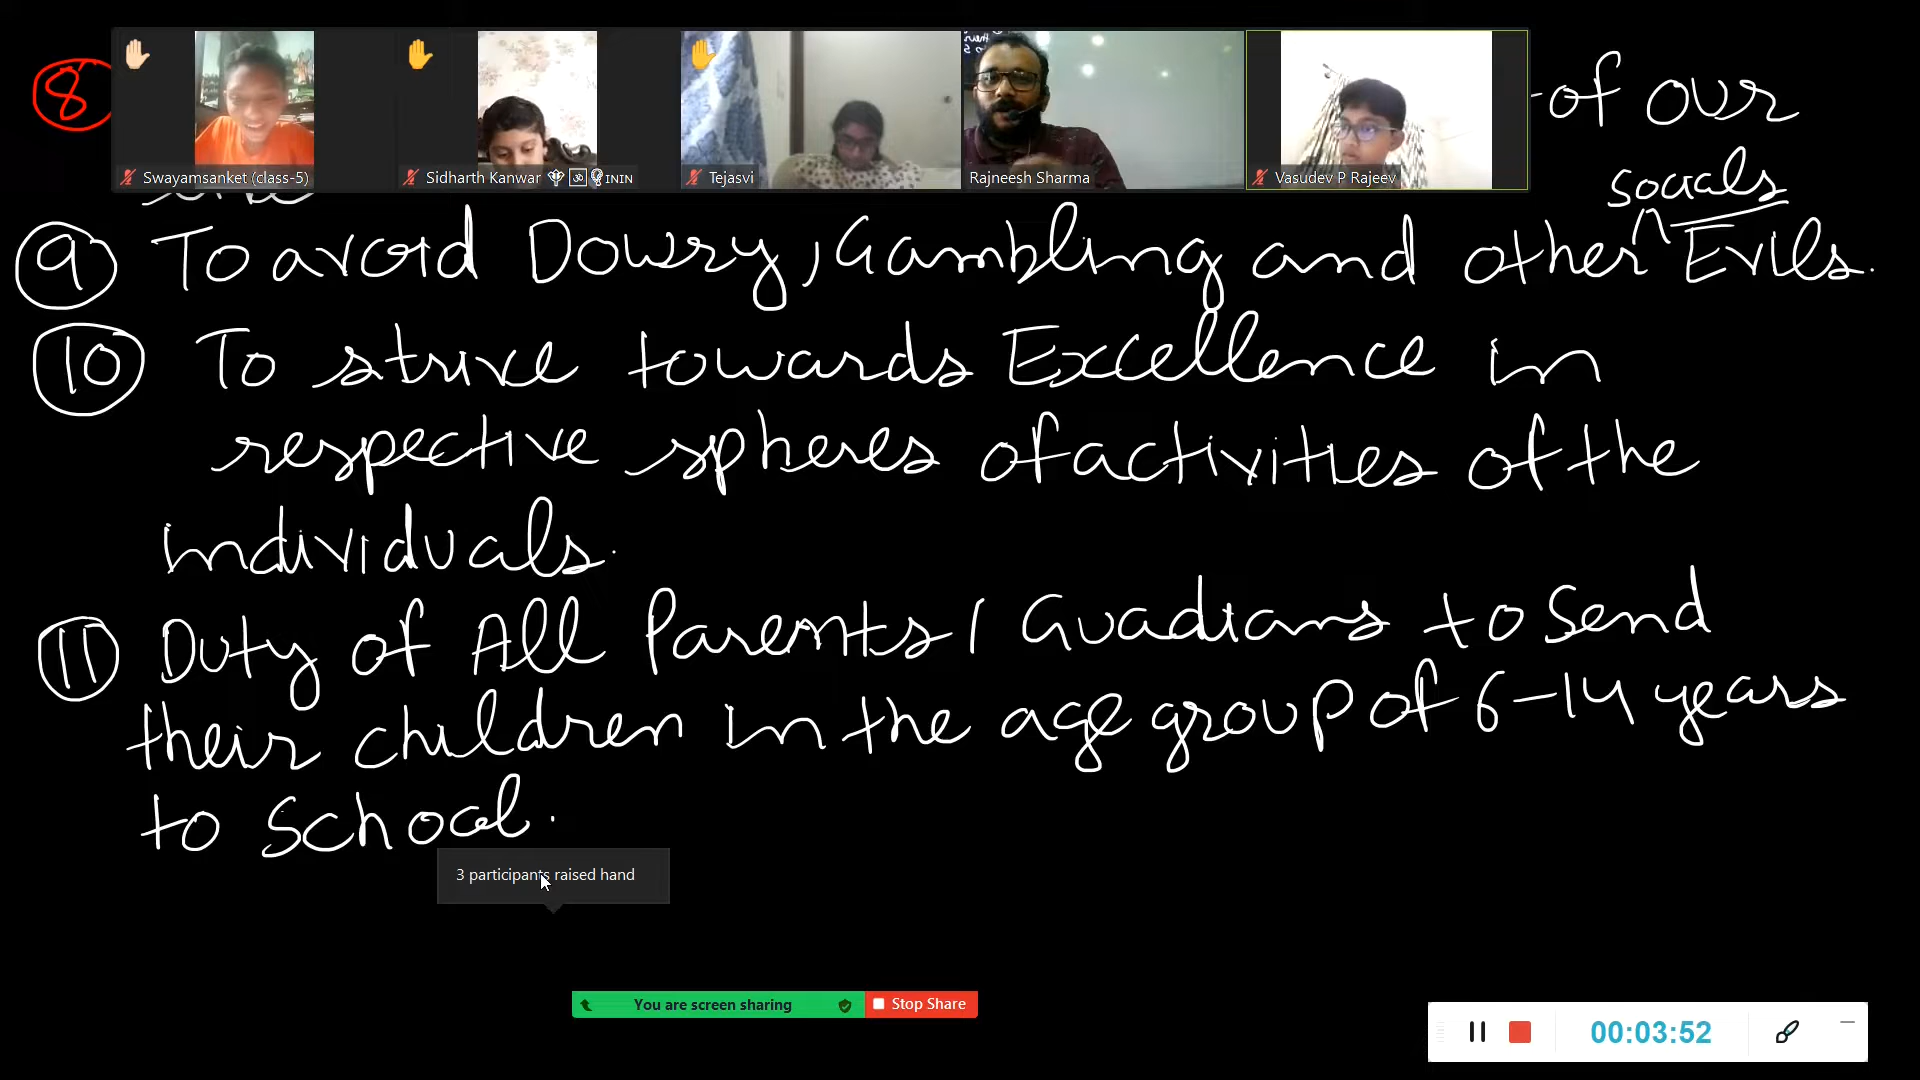 8
-of our
Swayamsanket (class-5)
Sidharth Kanwar ININ
Tejasvi
Rajneesh Sharma
Vasudev P Rajeev
socials
9 To avoid Dowry, Gambling and other ^ Evils.
10 To strive towards Excellence in
respective spheres of activities of the
individuals.
11 Duty of All Parents/ Guadians to Send
their children in the age group of 6-14 years
to School.
3 participants raised hand
You are screen sharing
Stop Share
00:03:52